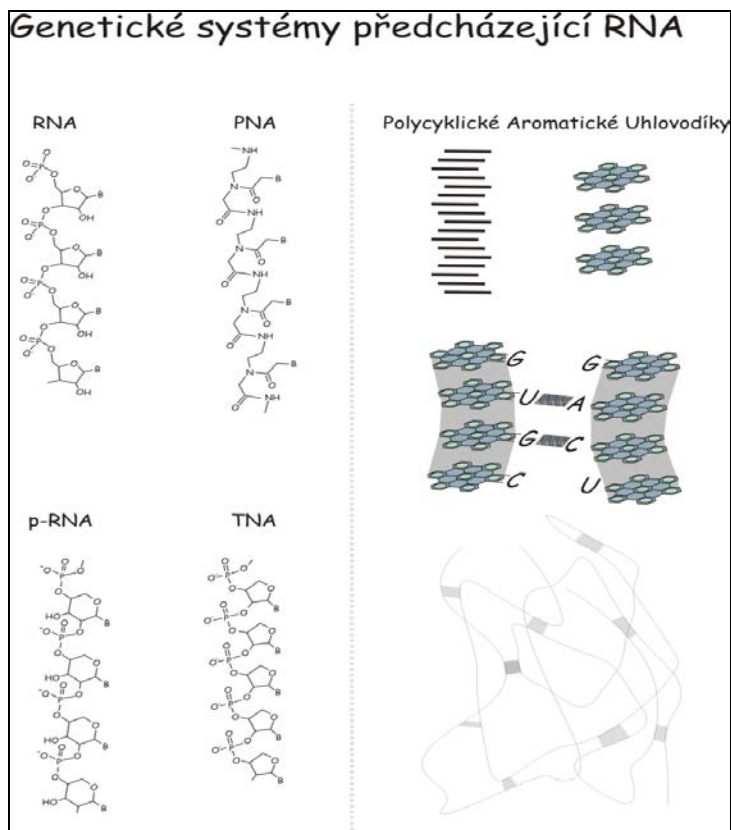 Genetické systémy předcházející RNA
RNA
PNA
Polycyklické Aromatické Uhlovodíky
G
U A
G C
C
G
U
p-RNA
TNA